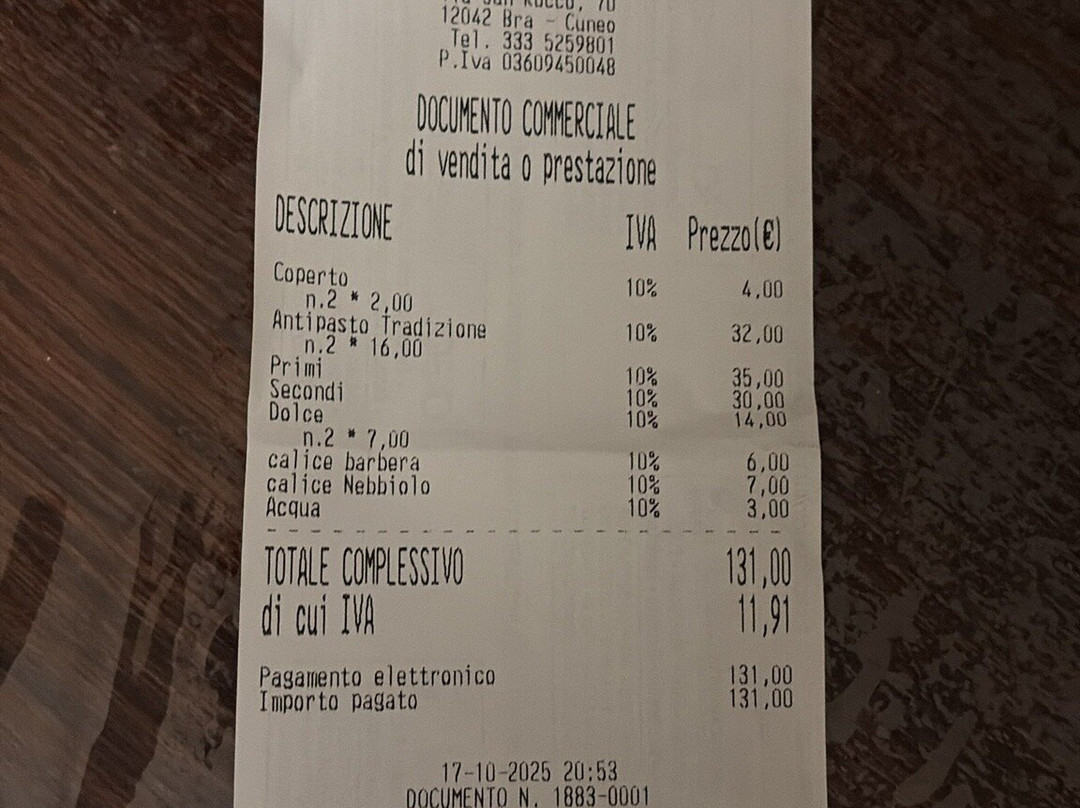 12042 Bra - Cuneo
Tel. 333 5259801
P.Iva 03609450048
DOCUMENTO COMMERCIALE
di vendita o prestazione
DESCRIZIONE IVA Prezzo(€)
Coperto 10% 4,00
n.2 * 2,00
Antipasto Tradizione 10% 32,00
n.2 * 16,00
Primi 10% 35,00
Secondi 10% 30,00
Dolce 10% 14,00
n.2 * 7,00
calice barbera 10% 6,00
calice Nebbiolo 10% 7,00
Acqua 10% 3,00
TOTALE COMPLESSIVO 131,00
di cui IVA 11,91
Pagamento elettronico 131,00
Importo pagato 131,00
17-10-2025 20:53
DOCUMENTO N. 1883-0001